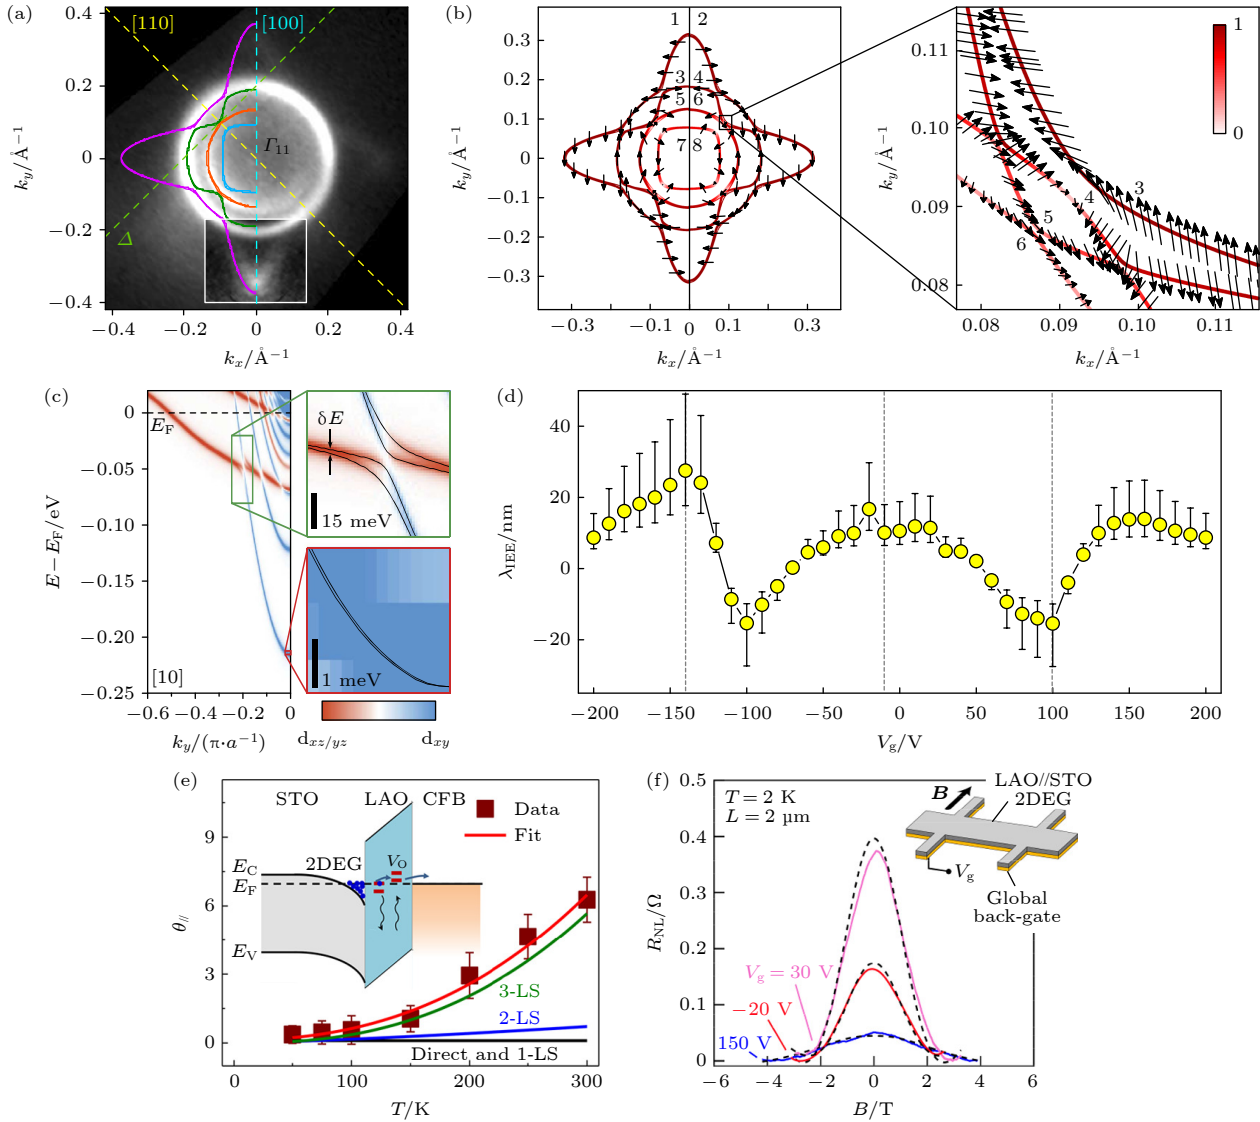 (a)
[110]
[100]
Γ₁₁
Δ
0.4
0.2
0
−0.2
−0.4
k_y/Å⁻¹
−0.4
−0.2
0
0.2
0.4
k_x/Å⁻¹
(b)
1 2
3 4
5 6
7 8
0.3
0.2
0.1
0
−0.1
−0.2
−0.3
k_y/Å⁻¹
−0.3
−0.1
0
0.1
0.3
k_x/Å⁻¹
1
0
3
4
5
6
0.11
0.10
0.09
0.08
k_y/Å⁻¹
0.08
0.09
0.10
0.11
k_x/Å⁻¹
(c)
0
−0.05
−0.10
−0.15
−0.20
−0.25
E−E_F/eV
E_F
[10]
δE
15 meV
1 meV
−0.6
−0.4
−0.2
0
k_y/(π·a⁻¹)
d_xz/yz
d_xy
(d)
40
20
0
−20
λ_IEE/nm
−200
−150
−100
−50
0
50
100
150
200
V_g/V
(e)
STO
LAO
CFB
Data
Fit
2DEG
V_O
E_C
E_F
E_V
3-LS
2-LS
Direct and 1-LS
9
6
3
0
θ_//
0
100
200
300
T/K
(f)
T = 2 K
L = 2 µm
LAO//STO
2DEG
B
V_g
Global
back-gate
V_g = 30 V
−20 V
150 V
0.5
0.4
0.3
0.2
0.1
0
R_NL/Ω
−6
−4
−2
0
2
4
6
B/T